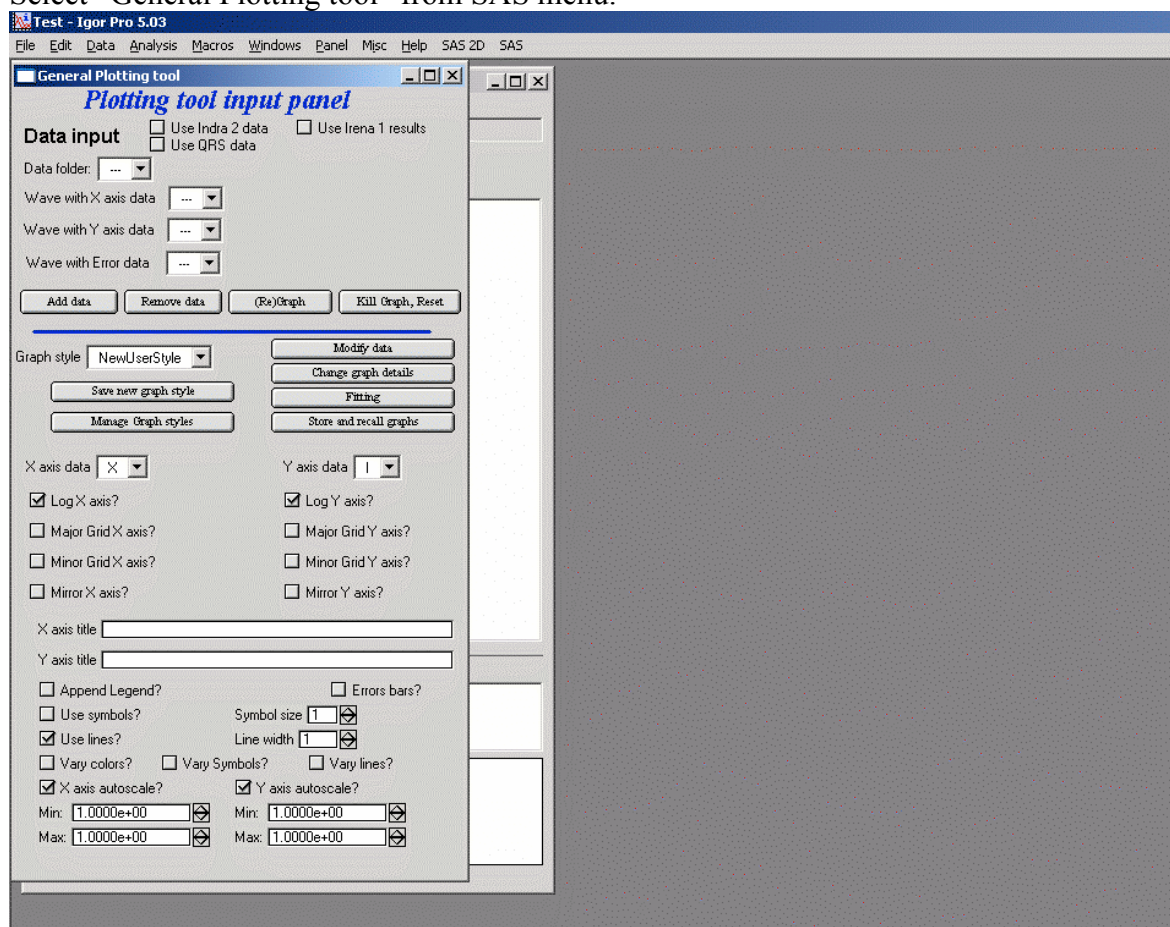 Select "General Plotting tool" from SAS menu.
Test - Igor Pro 5.03
File Edit Data Analysis Macros Windows Panel Misc Help SAS 2D SAS
General Plotting tool
Plotting tool input panel
Data input Use Indra 2 data Use Irena 1 results
Use QRS data
Data folder: ---
Wave with X axis data ---
Wave with Y axis data ---
Wave with Error data ---
Add data Remove data (Re)Graph Kill Graph, Reset
Graph style NewUserStyle Modify data
Change graph details
Save new graph style Fitting
Manage Graph styles Store and recall graphs
X axis data X Y axis data I
Log X axis? Log Y axis?
Major Grid X axis? Major Grid Y axis?
Minor Grid X axis? Minor Grid Y axis?
Mirror X axis? Mirror Y axis?
X axis title
Y axis title
Append Legend? Errors bars?
Use symbols? Symbol size 1
Use lines? Line width 1
Vary colors? Vary Symbols? Vary lines?
X axis autoscale? Y axis autoscale?
Min: 1.0000e+00 Min: 1.0000e+00
Max: 1.0000e+00 Max: 1.0000e+00